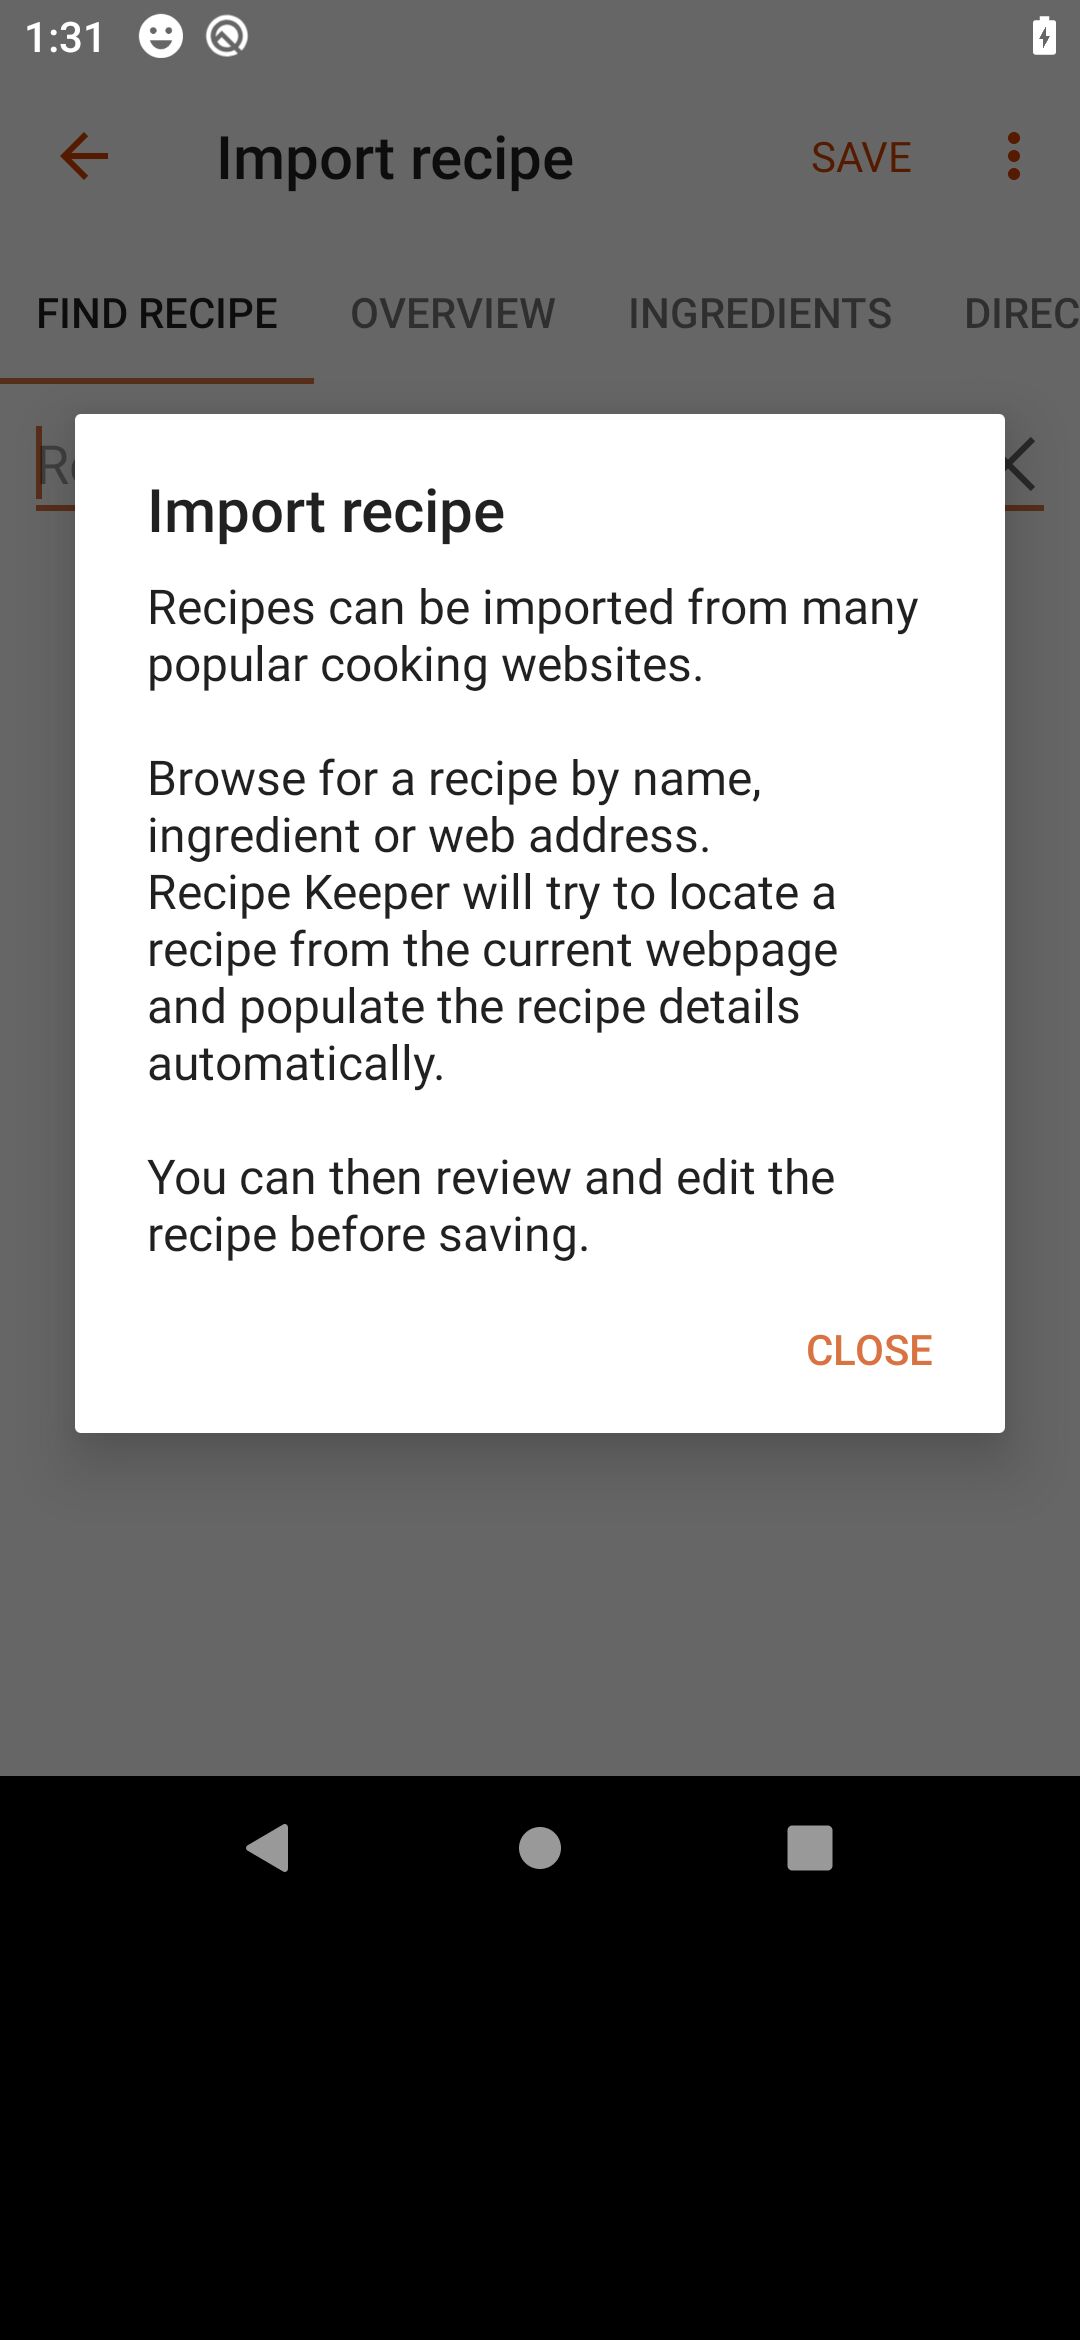 1:31
Import recipe
SAVE
FIND RECIPE
OVERVIEW
INGREDIENTS
DIREC
Import recipe
Recipes can be imported from many
popular cooking websites.
Browse for a recipe by name,
ingredient or web address.
Recipe Keeper will try to locate a
recipe from the current webpage
and populate the recipe details
automatically.
You can then review and edit the
recipe before saving.
CLOSE